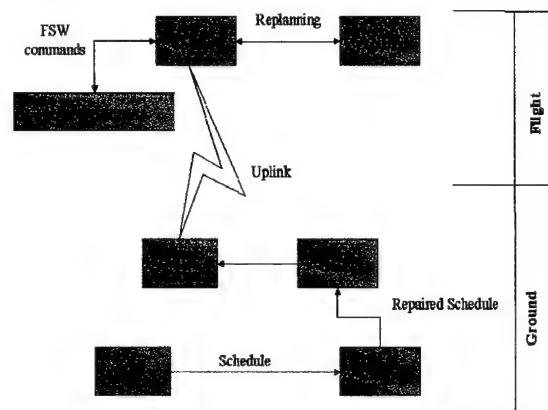 FSW
commands
Replanning
Flight
Uplink
Repaired Schedule
Schedule
Ground